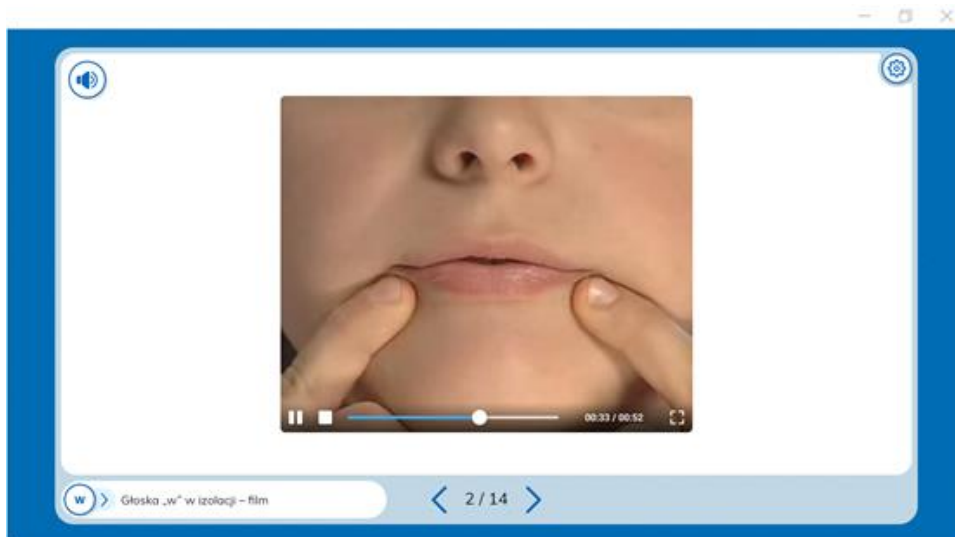 00:33 / 00:52
w
Głoska „w” w izolacji – film
2 / 14